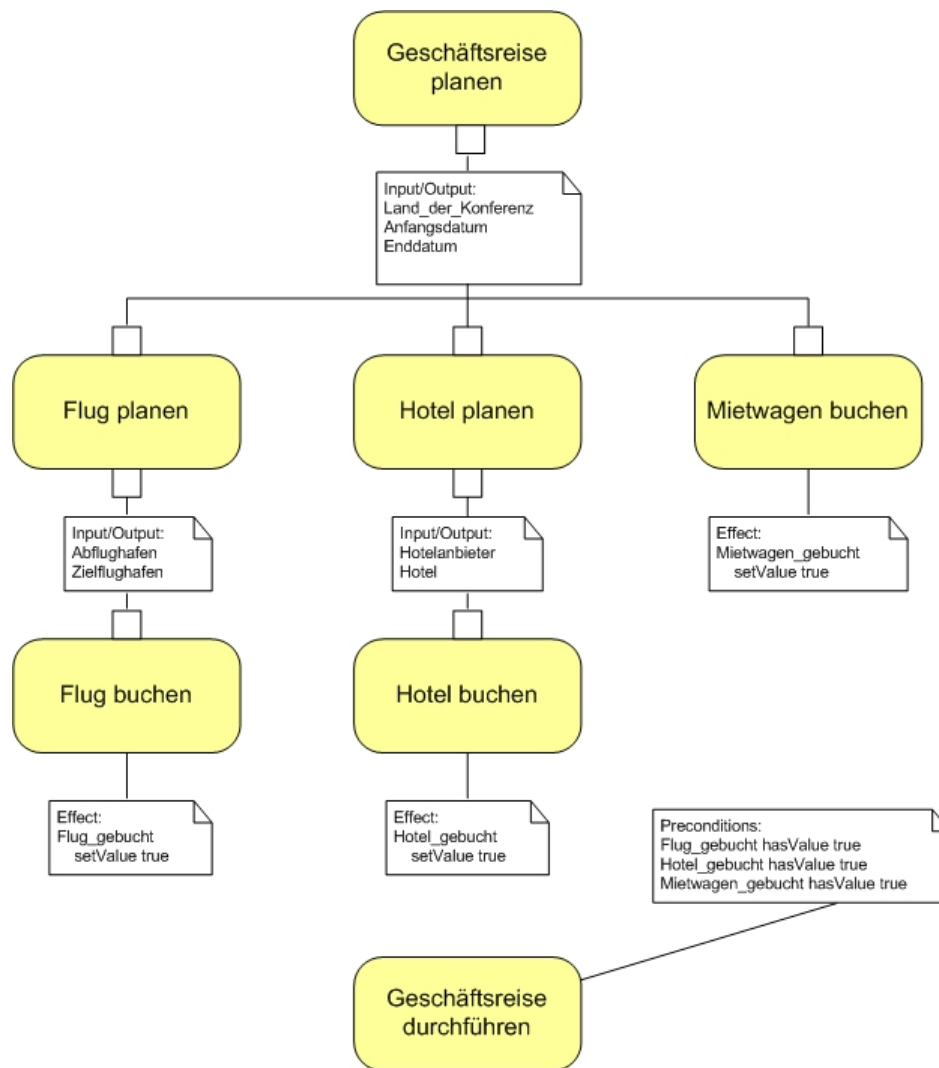 Geschäftsreise
planen
Input/Output:
Land_der_Konferenz
Anfangsdatum
Enddatum
Flug planen
Hotel planen
Mietwagen buchen
Input/Output:
Abflughafen
Zielflughafen
Input/Output:
Hotelanbieter
Hotel
Effect:
Mietwagen_gebucht
setValue true
Flug buchen
Hotel buchen
Effect:
Flug_gebucht
setValue true
Effect:
Hotel_gebucht
setValue true
Preconditions:
Flug_gebucht hasValue true
Hotel_gebucht hasValue true
Mietwagen_gebucht hasValue true
Geschäftsreise
durchführen